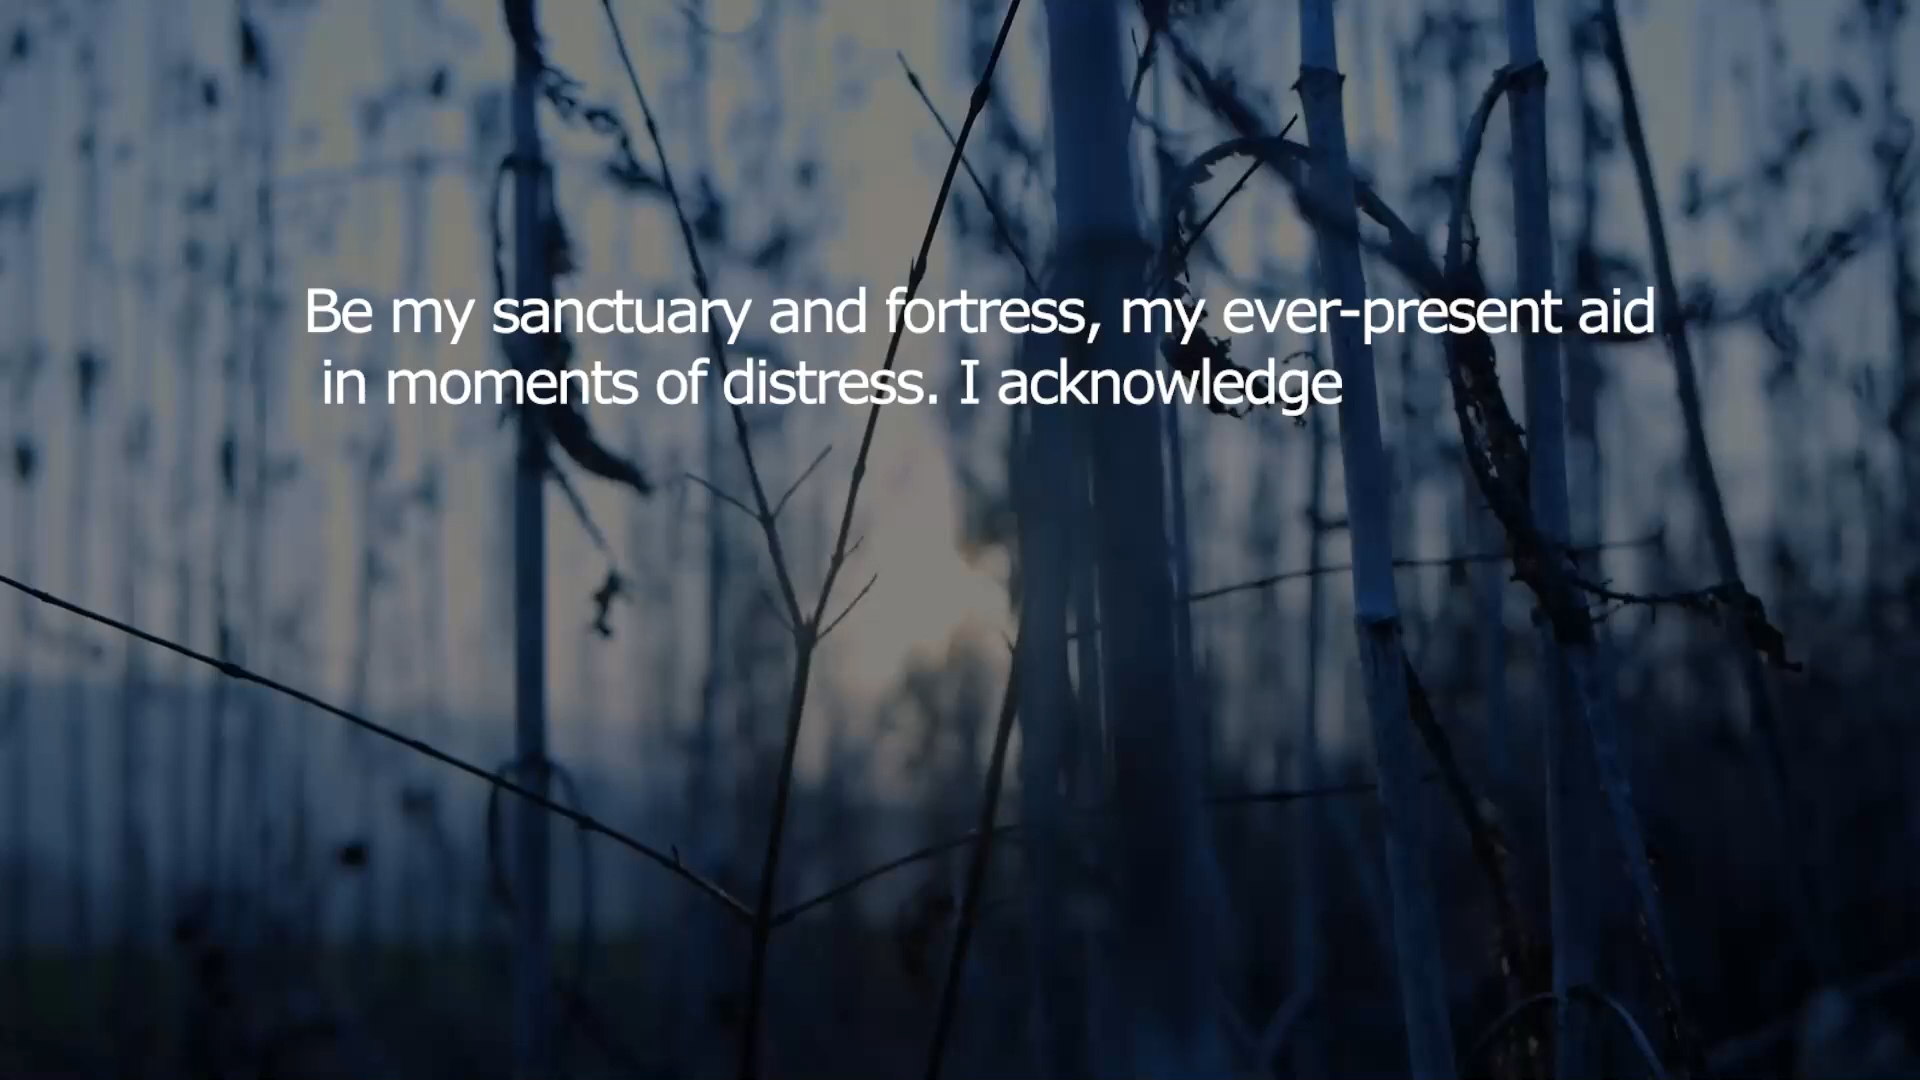 Be my sanctuary and fortress, my ever-present aid
in moments of distress. I acknowledge